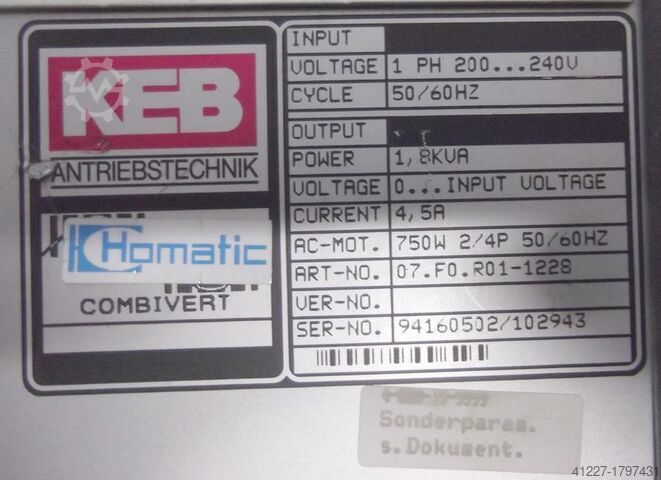 KEB
ANTRIEBSTECHNIK
Homatic
COMBIVERT
INPUT
VOLTAGE 1 PH 200...240V
CYCLE 50/60HZ
OUTPUT
POWER 1,8KVA
VOLTAGE 0...INPUT VOLTAGE
CURRENT 4,5A
AC-MOT. 750W 2/4P 50/60HZ
ART-NO. 07.F0.R01-1228
VER-NO.
SER-NO. 94160502/102943
Sonderparam.
s. Dokument.
41227-1797431